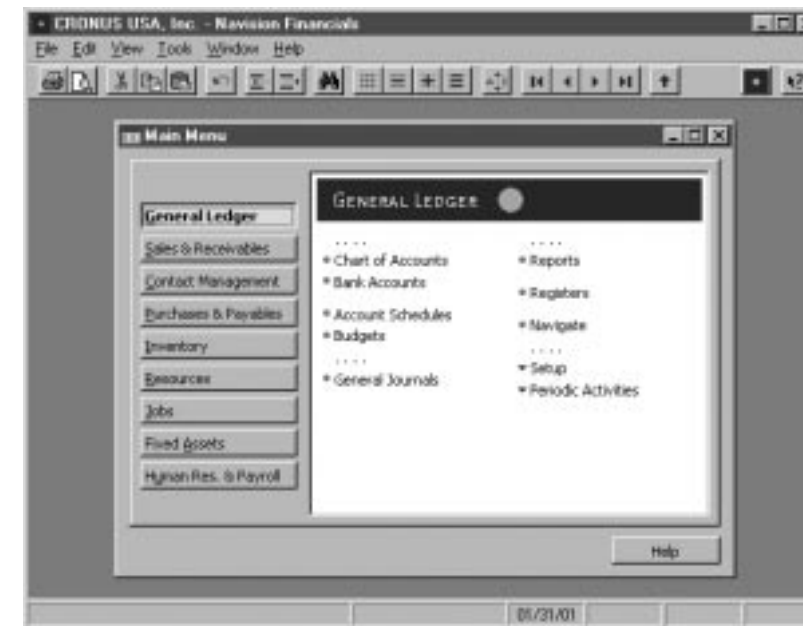 CRONUS USA, Inc. - Navision Financials
File Edit View Tools Window Help
Main Menu
General Ledger
Sales & Receivables
Contact Management
Purchases & Payables
Inventory
Resources
Jobs
Fixed Assets
Human Res. & Payroll
GENERAL LEDGER
Chart of Accounts
Bank Accounts
Account Schedules
Budgets
General Journals
Reports
Registers
Navigate
Setup
Periodic Activities
Help
01/31/01